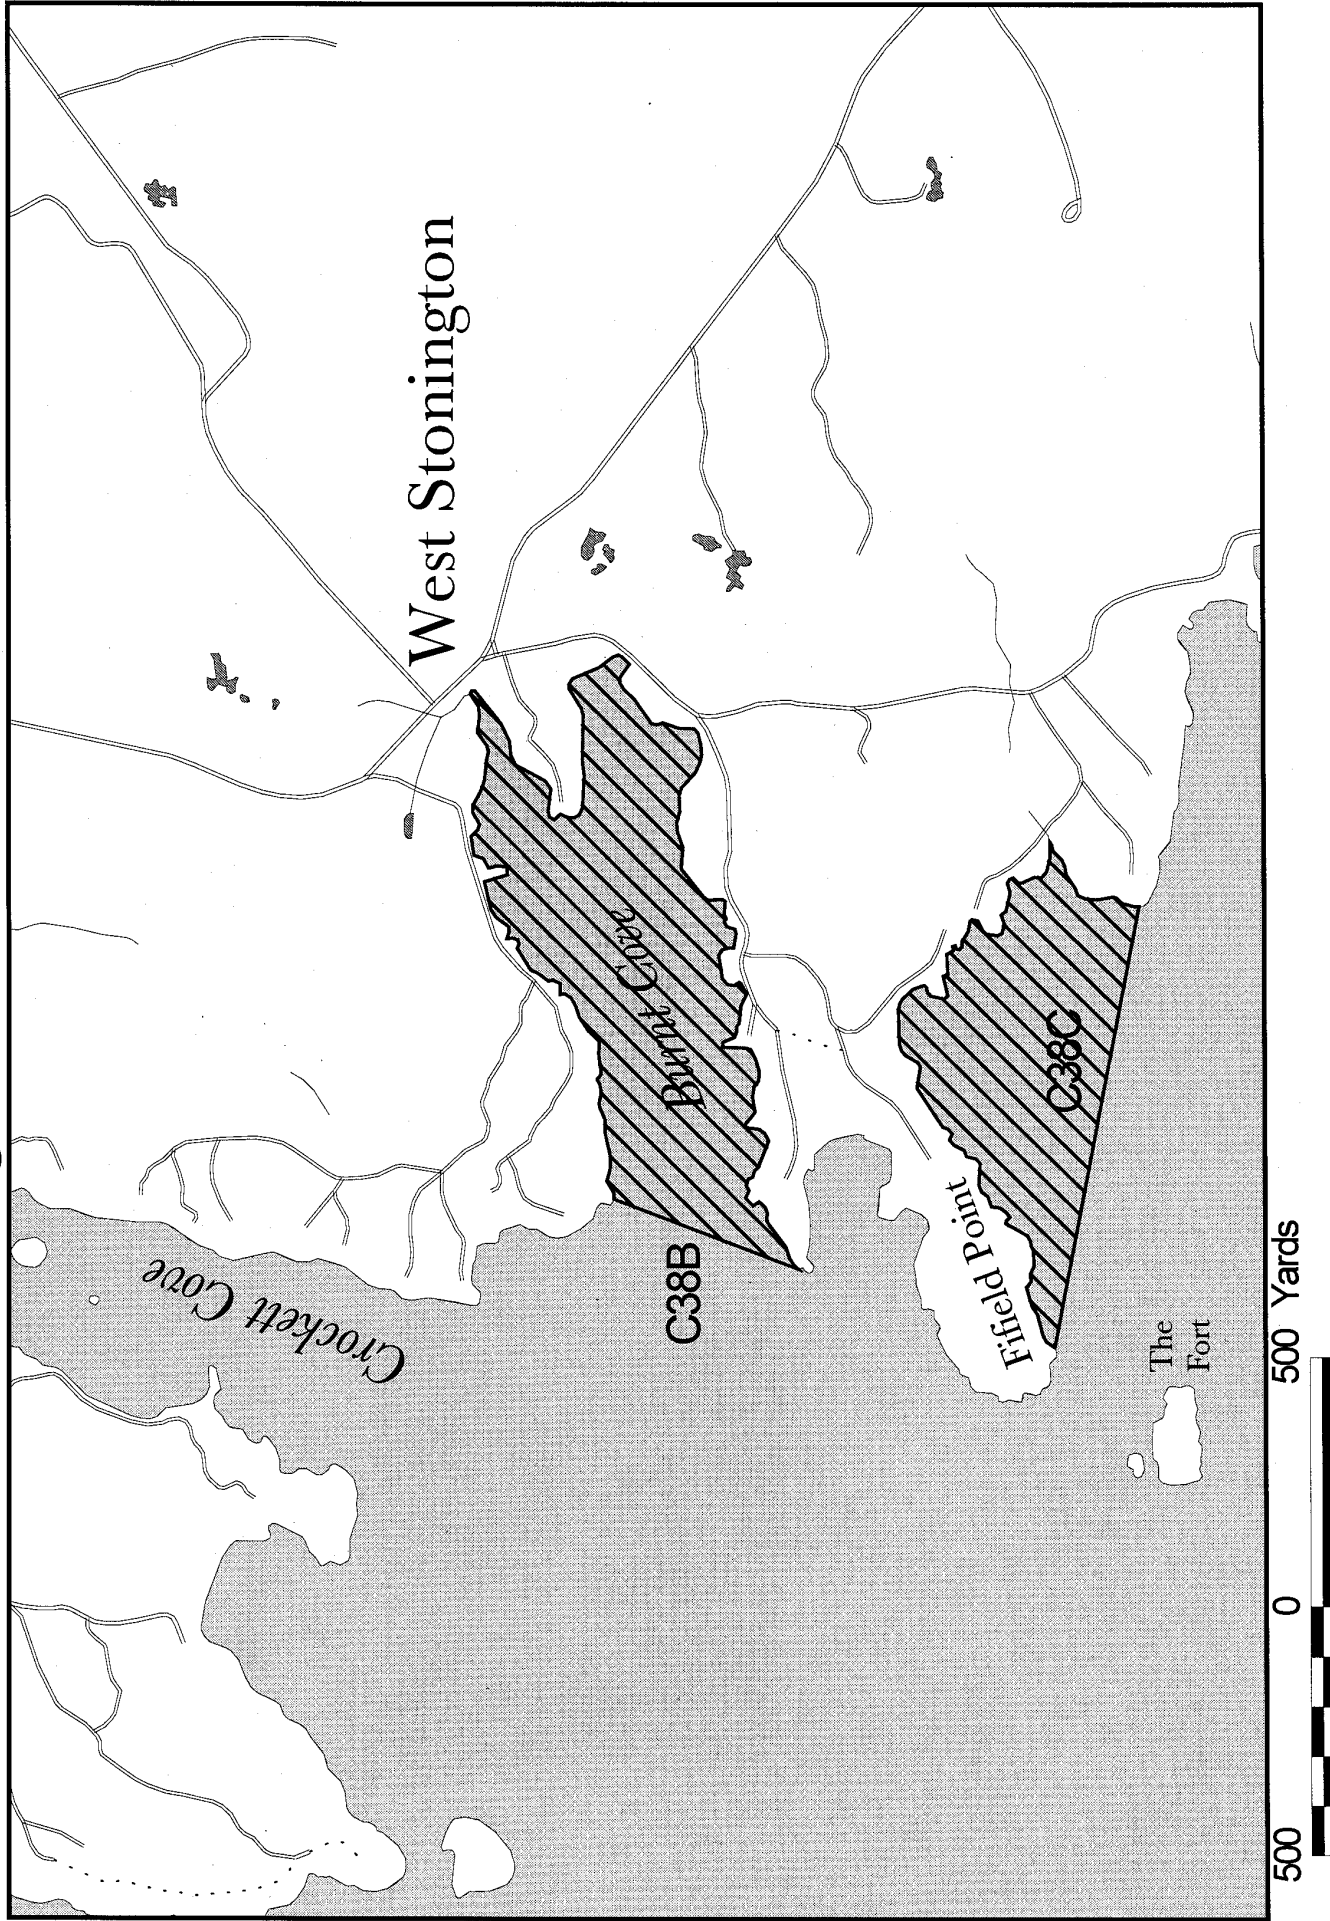 West Stonington
Crockett Cove
Burnt Cove
C38B
Fifield Point
C38C
The
Fort
500 0 500 Yards